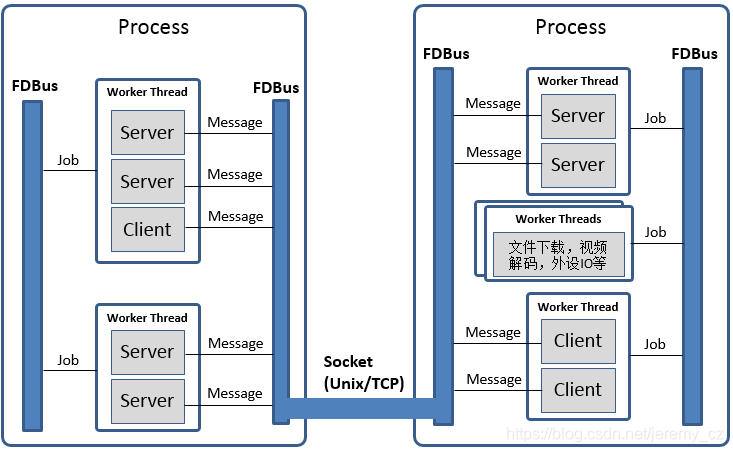 Process
FDBus
FDBus
Worker Thread
Server
Message
Job
Server
Message
Client
Message
Worker Thread
Server
Message
Job
Server
Message
Socket
(Unix/TCP)
Process
FDBus
FDBus
Worker Thread
Message
Server
Job
Message
Server
Worker Threads
文件下载，视频
解码，外设IO等
Job
Worker Thread
Message
Client
Job
Message
Client
https://blog.csdn.net/jeremy_cz